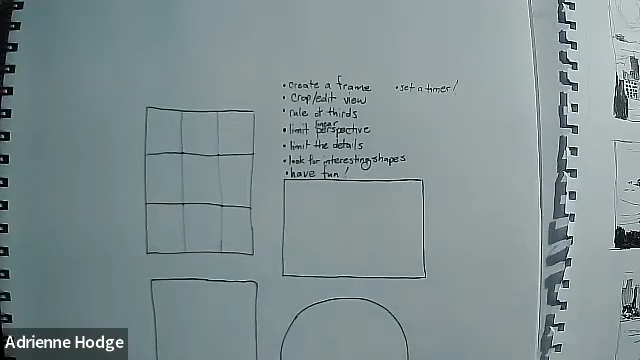 • create a frame • set a timer!
• crop/edit view
• rule of thirds
• limit linear perspective
• limit the details
• look for interesting shapes
• have fun!
Adrienne Hodge